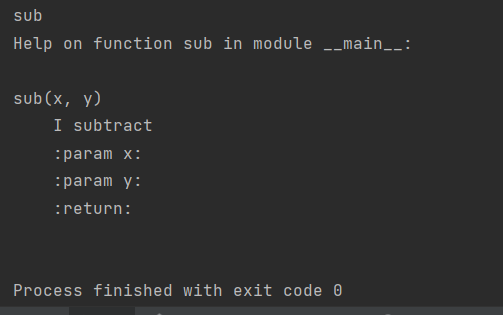 sub
Help on function sub in module __main__:
sub(x, y)
I subtract
:param x:
:param y:
:return:
Process finished with exit code 0